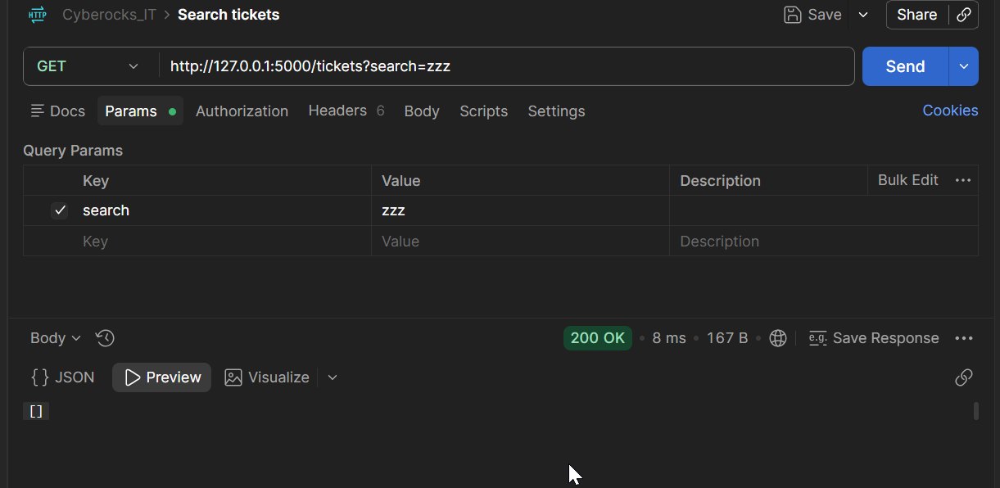 HTTP Cyberocks_IT > Search tickets Save Share
GET http://127.0.0.1:5000/tickets?search=zzz Send
Docs Params Authorization Headers 6 Body Scripts Settings Cookies
Query Params
Key Value Description Bulk Edit ···
search zzz
Key Value Description
Body 200 OK • 8 ms • 167 B • e.g. Save Response ···
{ } JSON Preview Visualize
[]